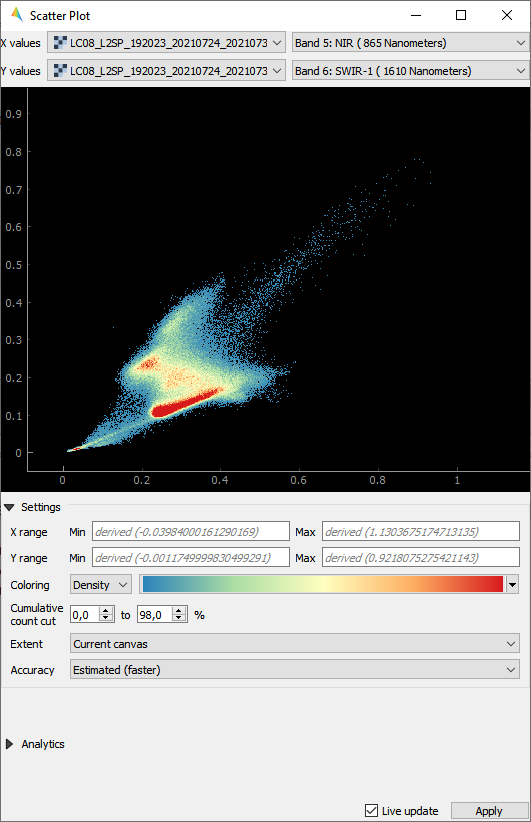 Scatter Plot
X values LC08_L2SP_192023_20210724_2021073 Band 5: NIR ( 865 Nanometers)
Y values LC08_L2SP_192023_20210724_2021073 Band 6: SWIR-1 ( 1610 Nanometers)
0.9
0.8
0.7
0.6
0.5
0.4
0.3
0.2
0.1
0
0 0.2 0.4 0.6 0.8 1
Settings
X range Min derived (-0.03984000161290169) Max derived (1.1303675174713135)
Y range Min derived (-0.0011749999830499291) Max derived (0.9218075275421143)
Coloring Density
Cumulative
count cut 0,0 to 98,0 %
Extent Current canvas
Accuracy Estimated (faster)
Analytics
Live update Apply